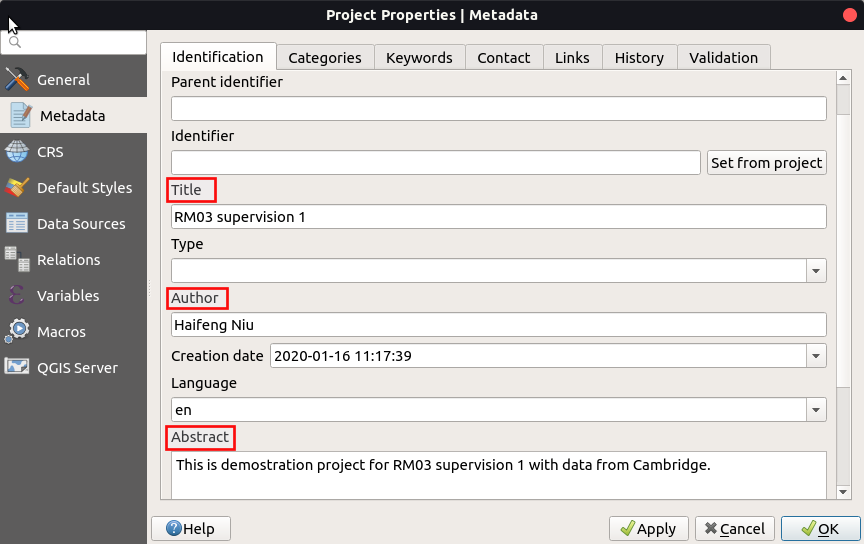 Project Properties | Metadata
General
Metadata
CRS
Default Styles
Data Sources
Relations
Variables
Macros
QGIS Server
Identification Categories Keywords Contact Links History Validation
Parent identifier
Identifier
Set from project
Title
RM03 supervision 1
Type
Author
Haifeng Niu
Creation date 2020-01-16 11:17:39
Language
en
Abstract
This is demostration project for RM03 supervision 1 with data from Cambridge.
Help Apply Cancel OK